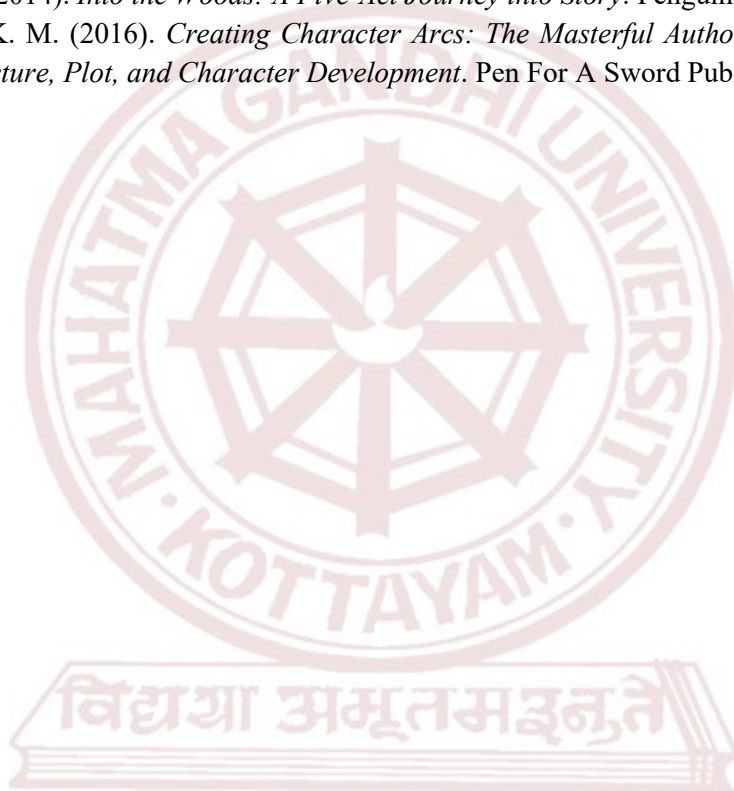 2014). Into the Woods: A Five Act Journey into Story. Penguin
K. M. (2016). Creating Character Arcs: The Masterful Autho
cture, Plot, and Character Development. Pen For A Sword Pub
MAHATMA GANDHI UNIVERSITY
• KOTTAYAM •
विद्यया अमृतमश्नुते